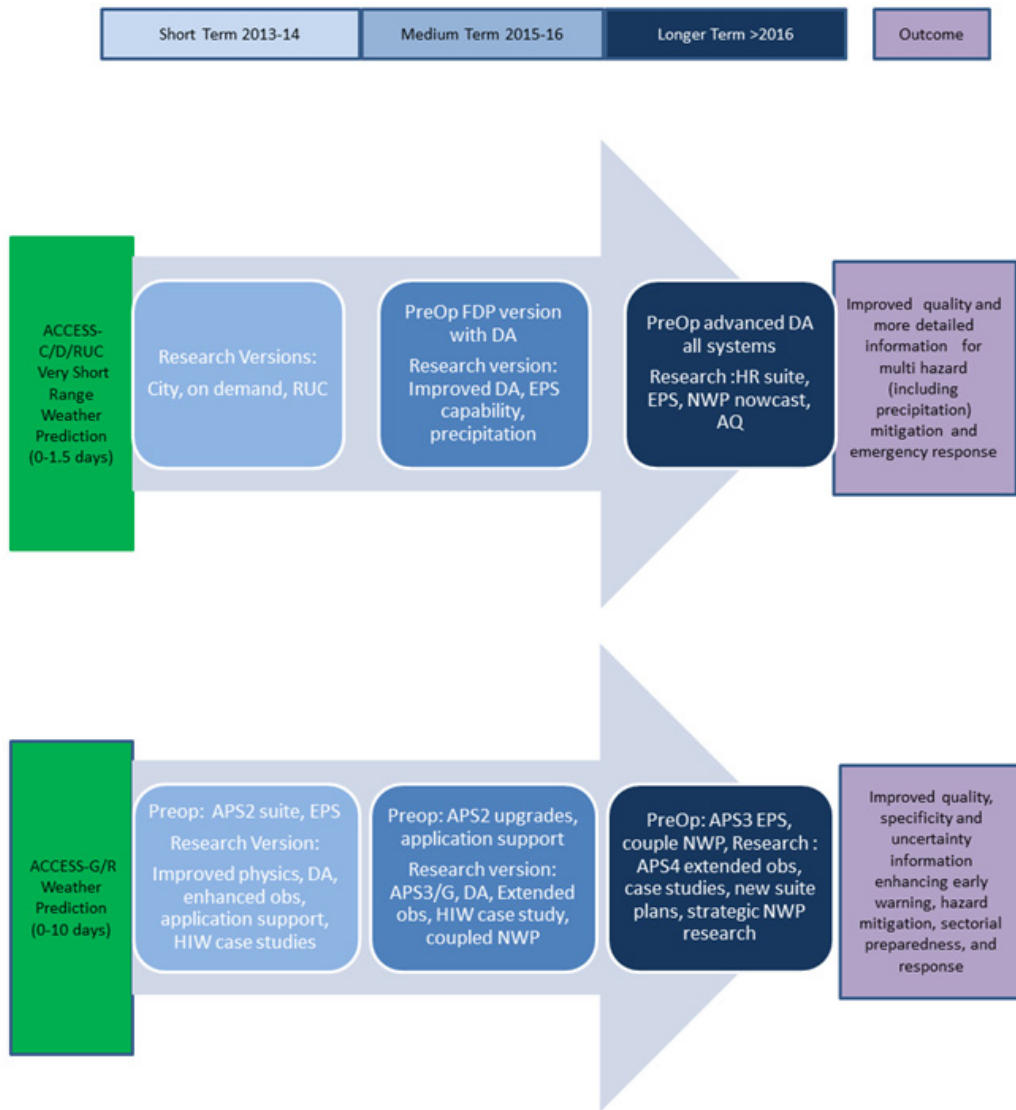 Short Term 2013-14
Medium Term 2015-16
Longer Term >2016
Outcome
ACCESS-
C/D/RUC
Very Short
Range
Weather
Prediction
(0-1.5 days)
Research Versions:
City, on demand, RUC
PreOp FDP version
with DA
Research version:
Improved DA, EPS
capability,
precipitation
PreOp advanced DA
all systems
Research :HR suite,
EPS, NWP nowcast,
AQ
Improved quality and
more detailed
information for
multi hazard
(including
precipitation)
mitigation and
emergency response
ACCESS-G/R
Weather
Prediction
(0-10 days)
Preop: APS2 suite, EPS
Research Version:
Improved physics, DA,
enhanced obs,
application support,
HIW case studies
Preop: APS2 upgrades,
application support
Research version:
APS3/G, DA, Extended
obs, HIW case study,
coupled NWP
PreOp: APS3 EPS,
couple NWP, Research :
APS4 extended obs,
case studies, new suite
plans, strategic NWP
research
Improved quality,
specificity and
uncertainty
information
enhancing early
warning, hazard
mitigation, sectorial
preparedness, and
response